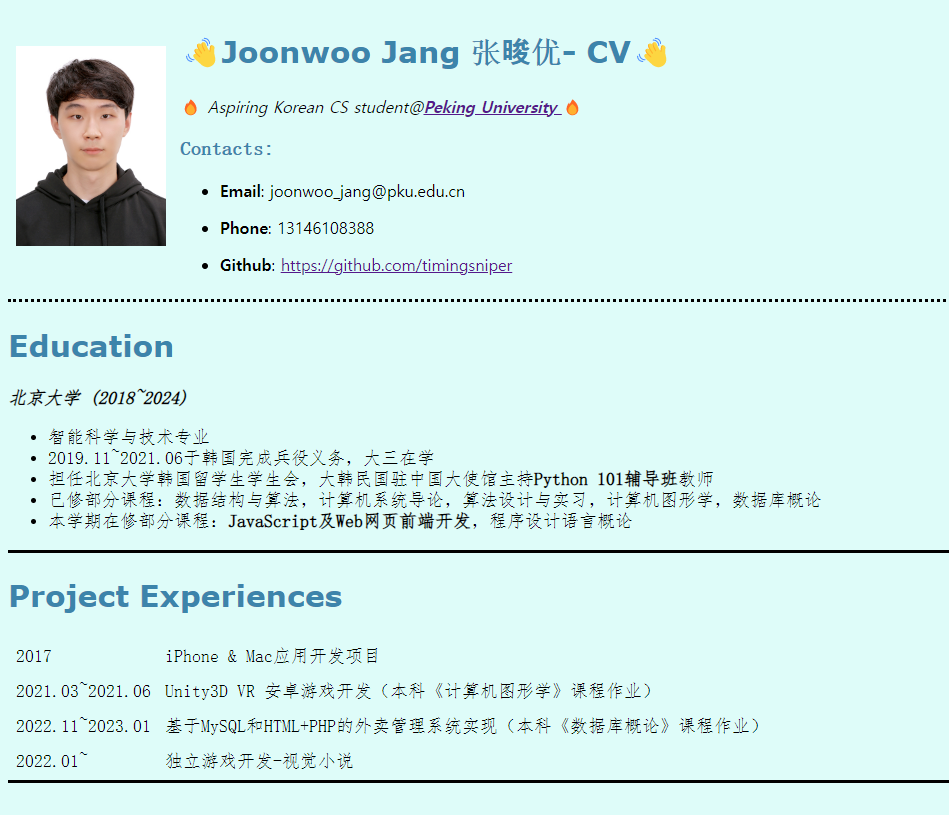 👋Joonwoo Jang 张晙优- CV👋
🔥 Aspiring Korean CS student@Peking University 🔥
Contacts:
• Email: joonwoo_jang@pku.edu.cn
• Phone: 13146108388
• Github: https://github.com/timingsniper
Education
北京大学 (2018~2024)
• 智能科学与技术专业
• 2019.11~2021.06于韩国完成兵役义务，大三在学
• 担任北京大学韩国留学生学生会，大韩民国驻中国大使馆主持Python 101辅导班教师
• 已修部分课程：数据结构与算法，计算机系统导论，算法设计与实习，计算机图形学，数据库概论
• 本学期在修部分课程：JavaScript及Web网页前端开发，程序设计语言概论
Project Experiences
2017 iPhone & Mac应用开发项目
2021.03~2021.06 Unity3D VR 安卓游戏开发（本科《计算机图形学》课程作业）
2022.11~2023.01 基于MySQL和HTML+PHP的外卖管理系统实现（本科《数据库概论》课程作业）
2022.01~ 独立游戏开发-视觉小说